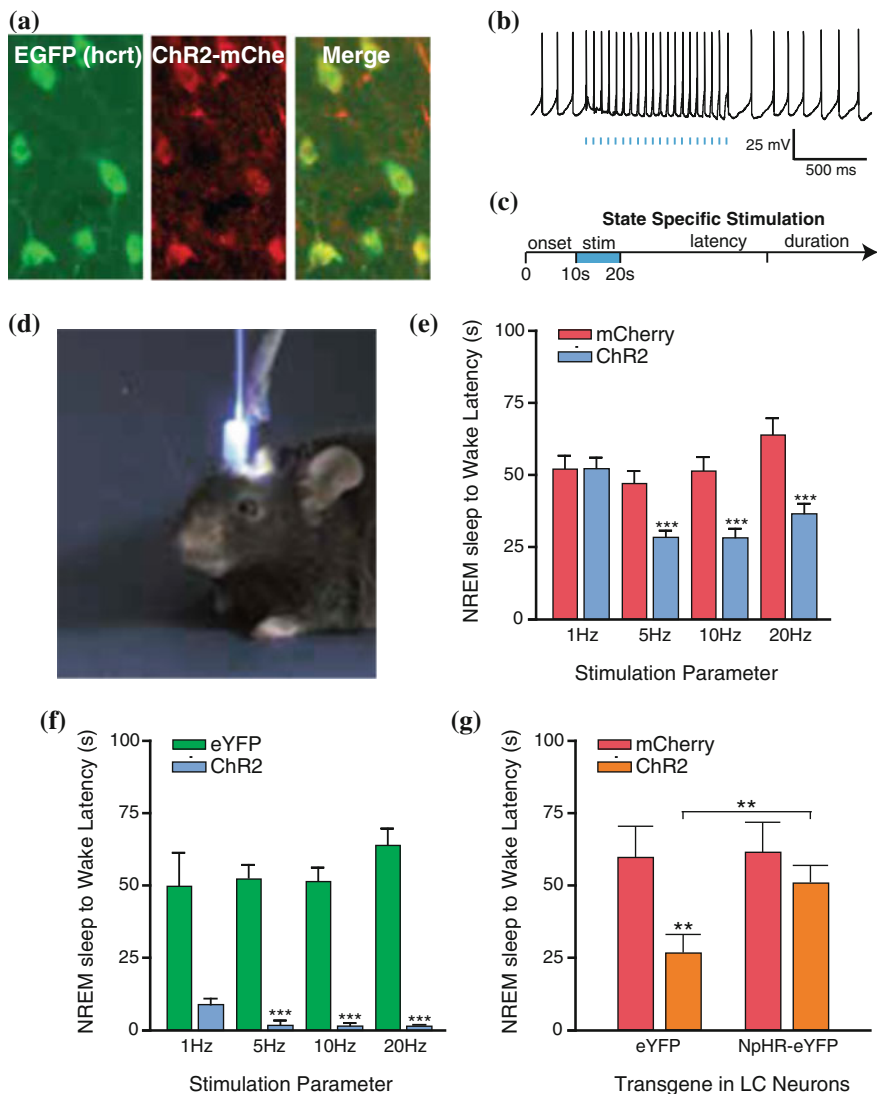 (a)
EGFP (hcrt) ChR2-mChe Merge
(b)
25 mV
500 ms
(c)
State Specific Stimulation
onset stim latency duration
0 10s 20s
(d)
(e)
NREM sleep to Wake Latency (s)
100
75
50
25
0
mCherry
ChR2
*** *** ***
1Hz 5Hz 10Hz 20Hz
Stimulation Parameter
(f)
NREM sleep to Wake Latency (s)
100
75
50
25
0
eYFP
ChR2
*** *** ***
1Hz 5Hz 10Hz 20Hz
Stimulation Parameter
(g)
NREM sleep to Wake Latency (s)
100
75
50
25
0
mCherry
ChR2
**
**
eYFP NpHR-eYFP
Transgene in LC Neurons